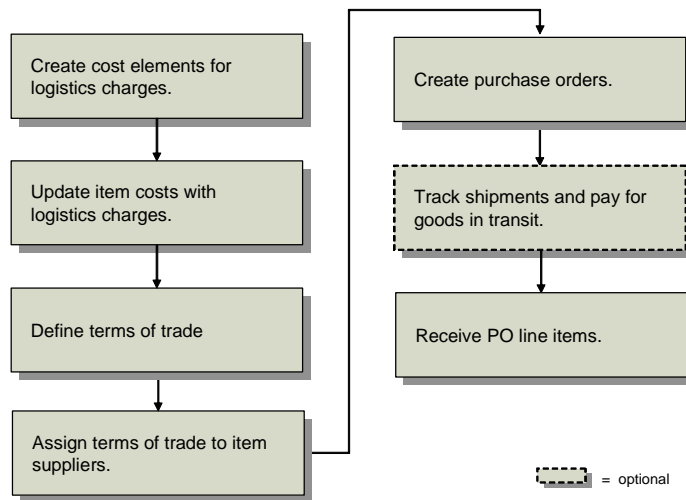 Create cost elements for
logistics charges.
Update item costs with
logistics charges.
Define terms of trade
Assign terms of trade to item
suppliers.
Create purchase orders.
Track shipments and pay for
goods in transit.
Receive PO line items.
= optional